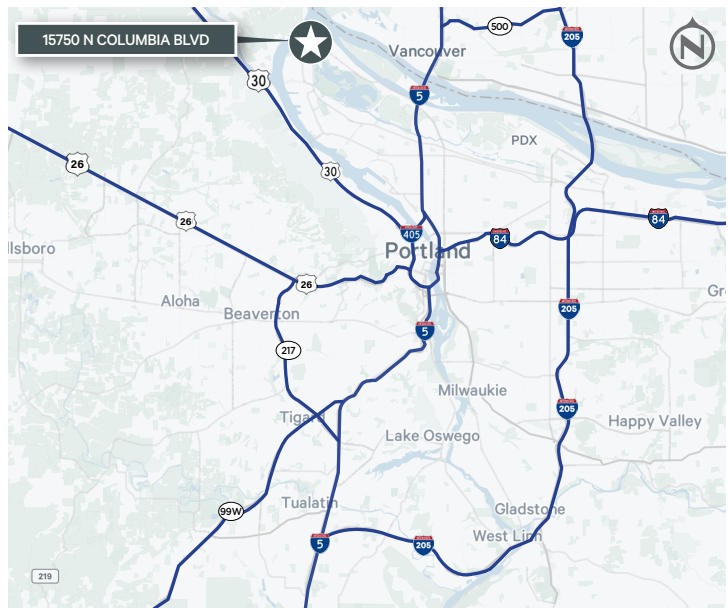 15750 N COLUMBIA BLVD
500
205
N
Vancouver
30
5
PDX
26
30
26
84
405
84
llsboro
Portland
26
Gr
Aloha
205
Beaverton
5
217
Milwaukie
205
Tigard
Happy Valley
Lake Oswego
Tualatin
99W
Gladstone
West Linn
5
205
219